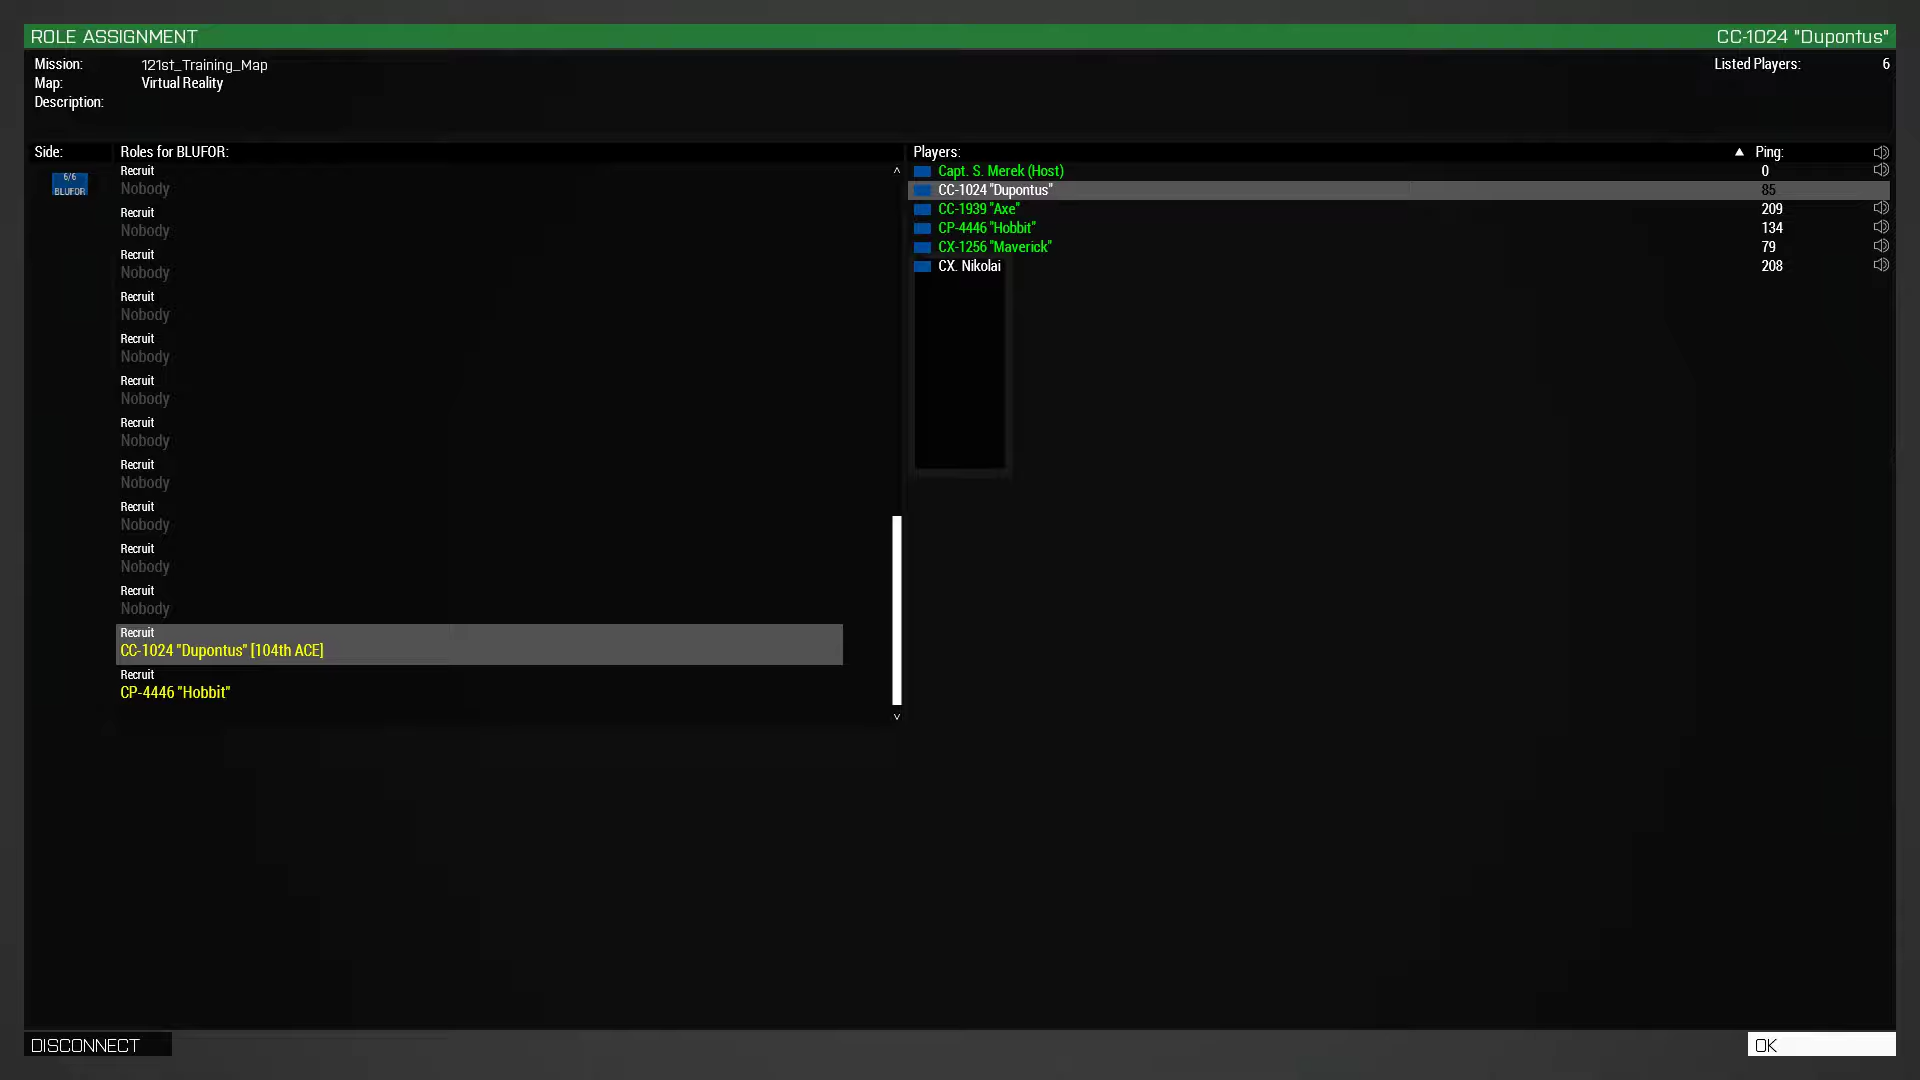 ROLE ASSIGNMENT
CC-1024 "Dupontus"
Mission: 121st_Training_Map
Listed Players: 6
Map: Virtual Reality
Description:
Side:
6/6
BLUFOR
Roles for BLUFOR:
Recruit
Nobody
Recruit
Nobody
Recruit
Nobody
Recruit
Nobody
Recruit
Nobody
Recruit
Nobody
Recruit
Nobody
Recruit
Nobody
Recruit
Nobody
Recruit
Nobody
Recruit
Nobody
Recruit
CC-1024 "Dupontus" [104th ACE]
Recruit
CP-4446 "Hobbit"
Players: Ping:
Capt. S. Merek (Host) 0
CC-1024 "Dupontus" 85
CC-1939 "Axe" 209
CP-4446 "Hobbit" 134
CX-1256 "Maverick" 79
CX. Nikolai 208
DISCONNECT
OK